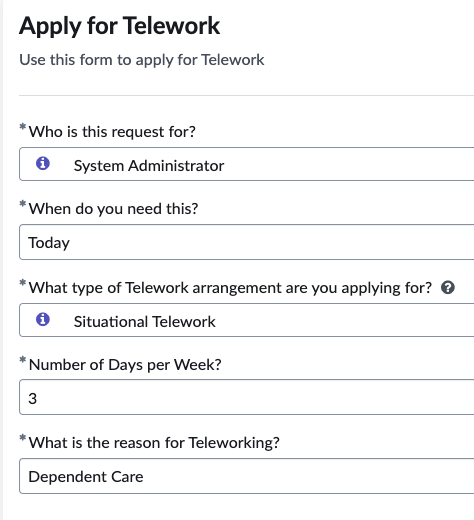 Apply for Telework
Use this form to apply for Telework
* Who is this request for?
System Administrator
* When do you need this?
Today
* What type of Telework arrangement are you applying for?
Situational Telework
* Number of Days per Week?
3
* What is the reason for Teleworking?
Dependent Care